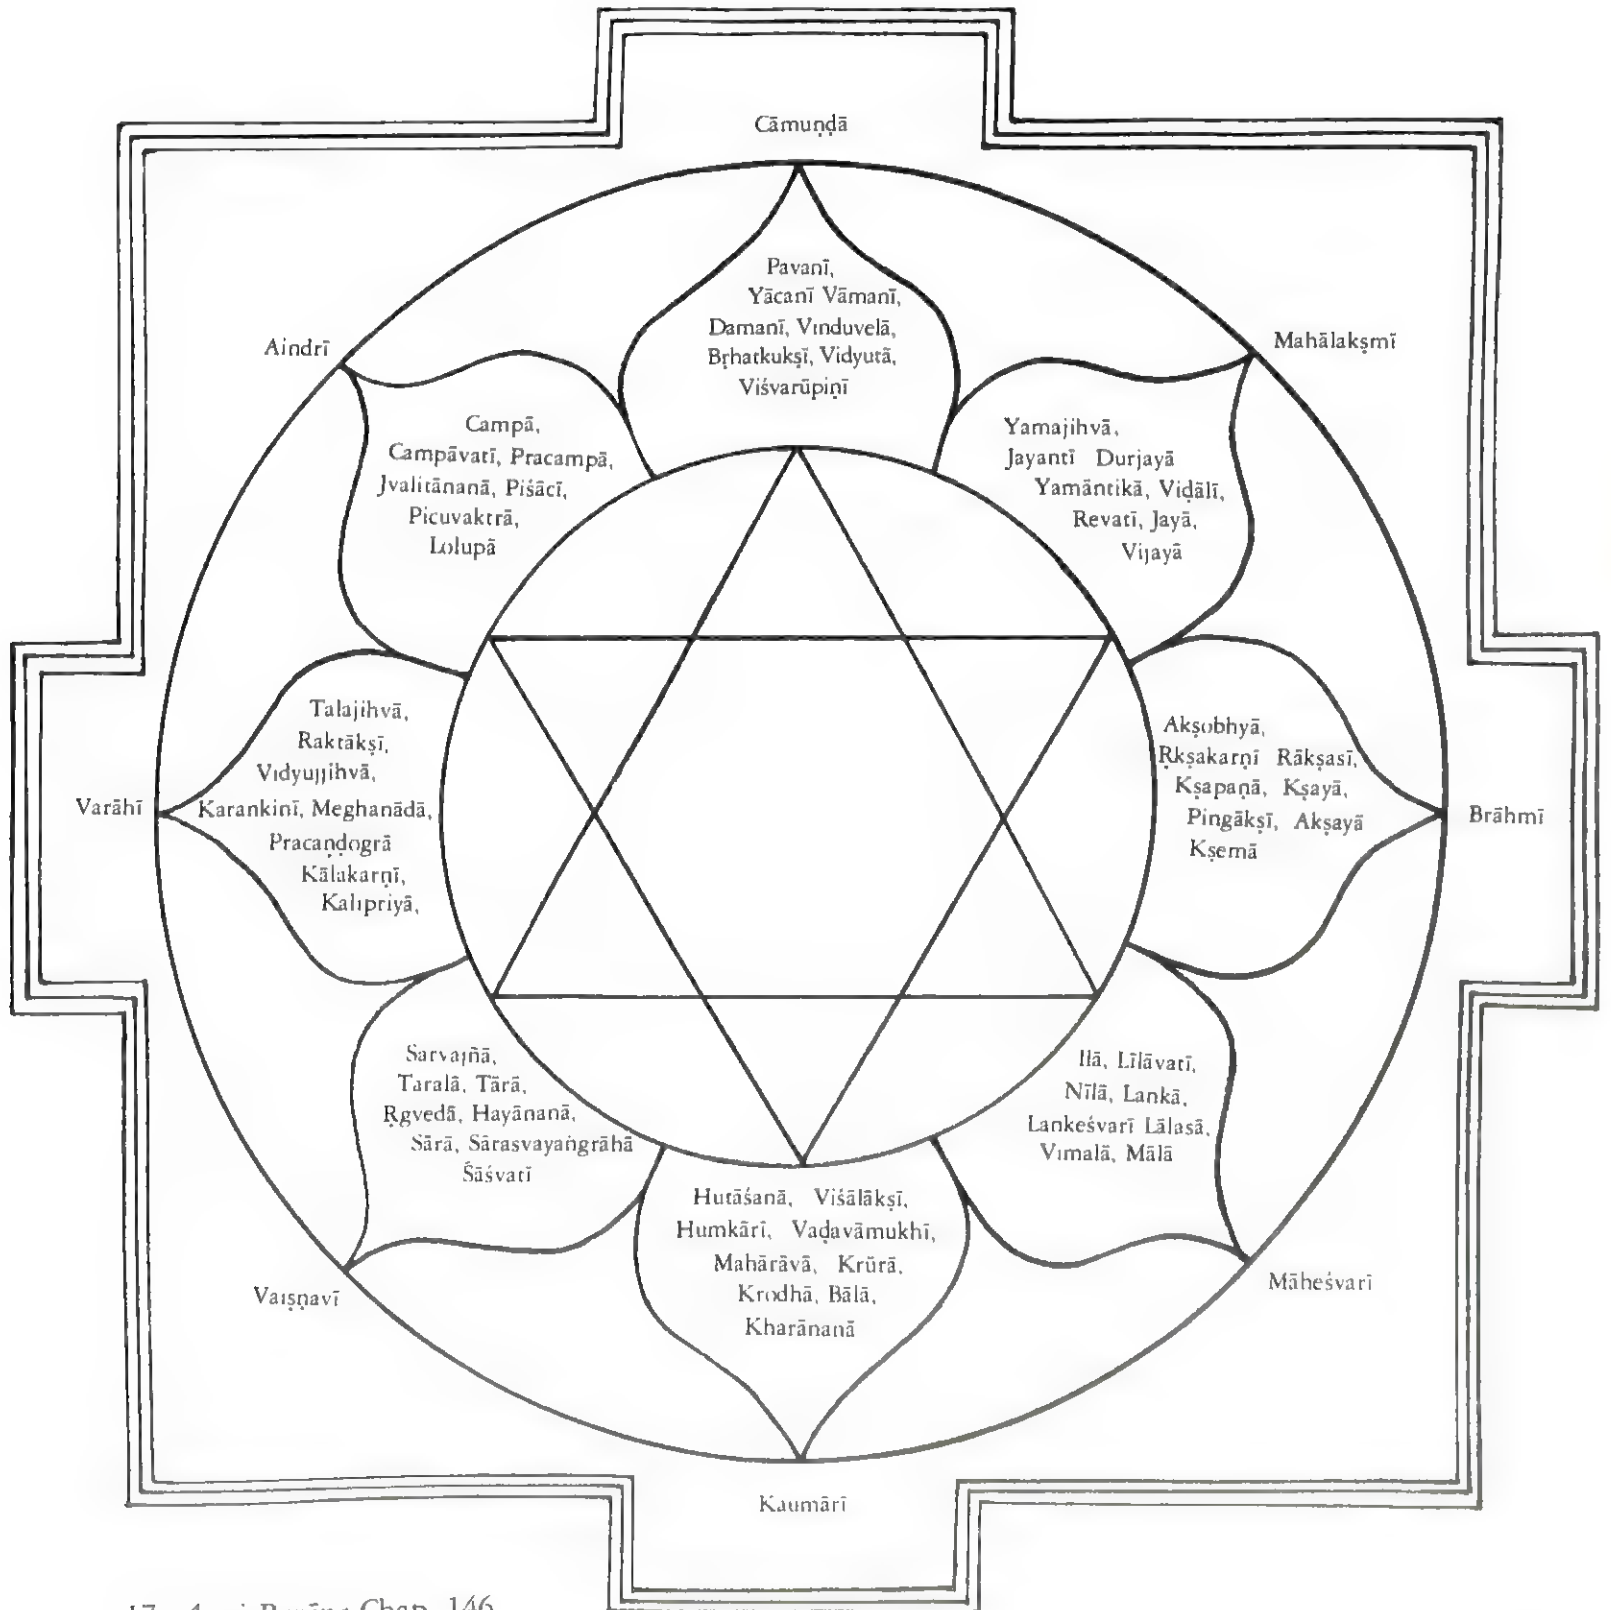 Cāmuṇḍā
Pavanī,
Yācanī Vāmanī,
Damanī, Vinduvelā,
Bṛhatkukṣī, Vidyutā,
Viśvarūpiṇī
Aindrī
Mahālakṣmī
Campā,
Campāvatī, Pracampā,
Jvalitānanā, Piśācī,
Picuvaktrā,
Lolupā
Yamajihvā,
Jayantī Durjayā
Yamāntikā, Viḍālī,
Revatī, Jayā,
Vijayā
Varāhī
Talajihvā,
Raktākṣī,
Vidyujjihvā,
Karankinī, Meghanādā,
Pracaṇḍogrā
Kālakarṇī,
Kalipriyā,
Akṣobhyā,
Ṛkṣakarṇī Rākṣasī,
Kṣapaṇā, Kṣayā,
Pingākṣī, Akṣayā
Kṣemā
Brāhmī
Sarvajñā,
Taralā, Tārā,
Ṛgvedā, Hayānanā,
Sārā, Sārasvayaṅgrāhā
Śāśvatī
Ilā, Līlāvatī,
Nīlā, Lankā,
Lankeśvarī Lālasā,
Vimalā, Mālā
Hutāśanā, Viśālākṣī,
Humkārī, Vaḍavāmukhī,
Mahārāvā, Krūrā,
Krodhā, Bālā,
Kharānanā
Vaiṣṇavī
Māheśvarī
Kaumārī
Chap. 146